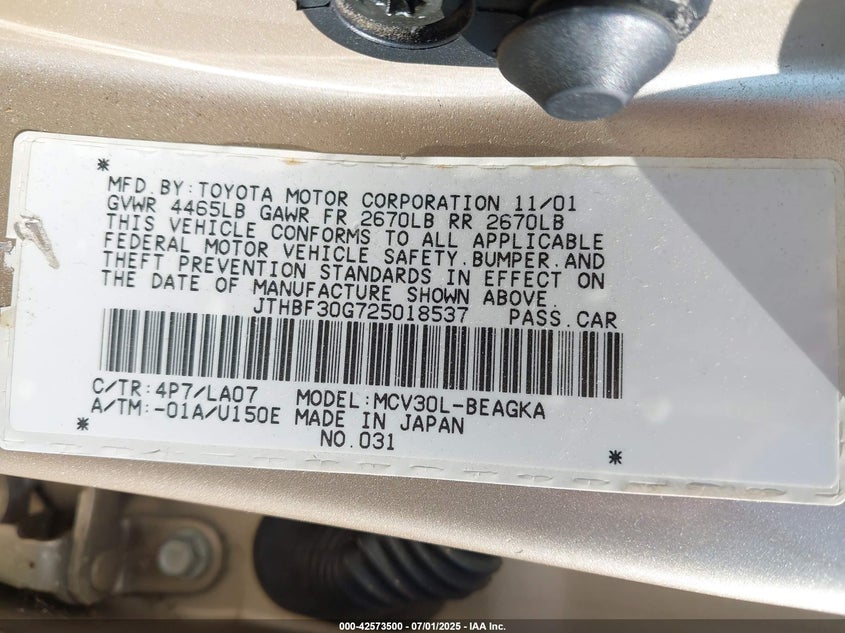 *
MFD BY:TOYOTA MOTOR CORPORATION 11/01
GVWR 4465LB GAWR FR 2670LB RR 2670LB
THIS VEHICLE CONFORMS TO ALL APPLICABLE
FEDERAL MOTOR VEHICLE SAFETY.BUMPER.AND
THEFT PREVENTION STANDARDS IN EFFECT ON
THE DATE OF MANUFACTURE SHOWN ABOVE.
JTHBF30G725018537 PASS.CAR
C/TR:4P7/LA07 MODEL:MCV30L-BEAGKA
A/TM:-01A/U150E MADE IN JAPAN
* NO.031 *
000-42573500 - 07/01/2025 - IAA Inc.